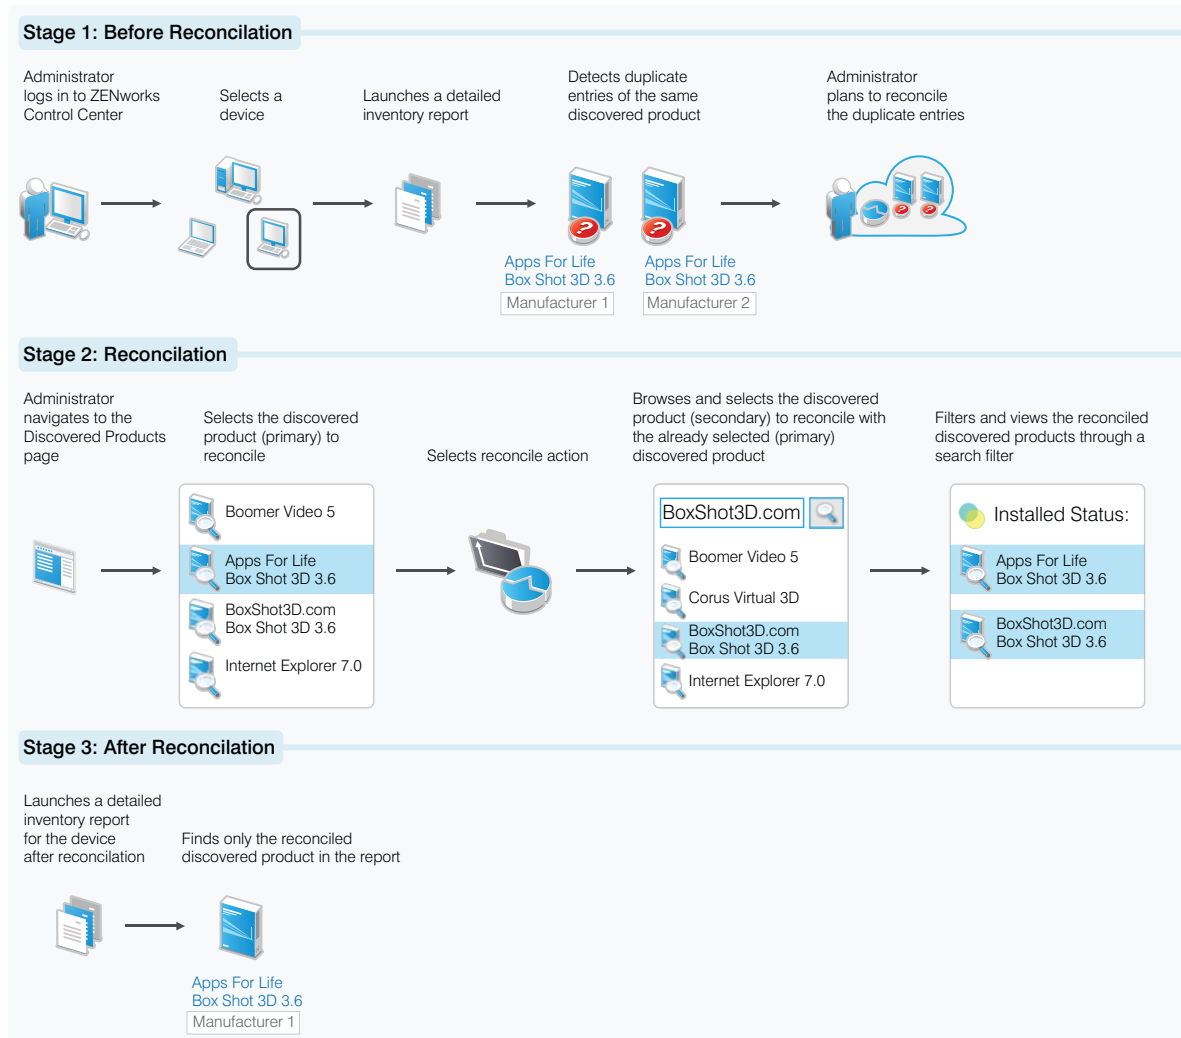 Stage 1: Before Reconcilation
Administrator
logs in to ZENworks
Control Center
Selects a
device
Launches a detailed
inventory report
Detects duplicate
entries of the same
discovered product
Administrator
plans to reconcile
the duplicate entries
?
?
?
?
Apps For Life
Box Shot 3D 3.6
Manufacturer 1
Apps For Life
Box Shot 3D 3.6
Manufacturer 2
Stage 2: Reconcilation
Administrator
navigates to the
Discovered Products
page
Selects the discovered
product (primary) to
reconcile
Selects reconcile action
Browses and selects the discovered
product (secondary) to reconcile with
the already selected (primary)
discovered product
Filters and views the reconciled
discovered products through a
search filter
Boomer Video 5
Apps For Life
Box Shot 3D 3.6
BoxShot3D.com
Box Shot 3D 3.6
Internet Explorer 7.0
BoxShot3D.com
Boomer Video 5
Corus Virtual 3D
BoxShot3D.com
Box Shot 3D 3.6
Internet Explorer 7.0
Installed Status:
Apps For Life
Box Shot 3D 3.6
BoxShot3D.com
Box Shot 3D 3.6
Stage 3: After Reconcilation
Launches a detailed
inventory report
for the device
after reconcilation
Finds only the reconciled
discovered product in the report
Apps For Life
Box Shot 3D 3.6
Manufacturer 1